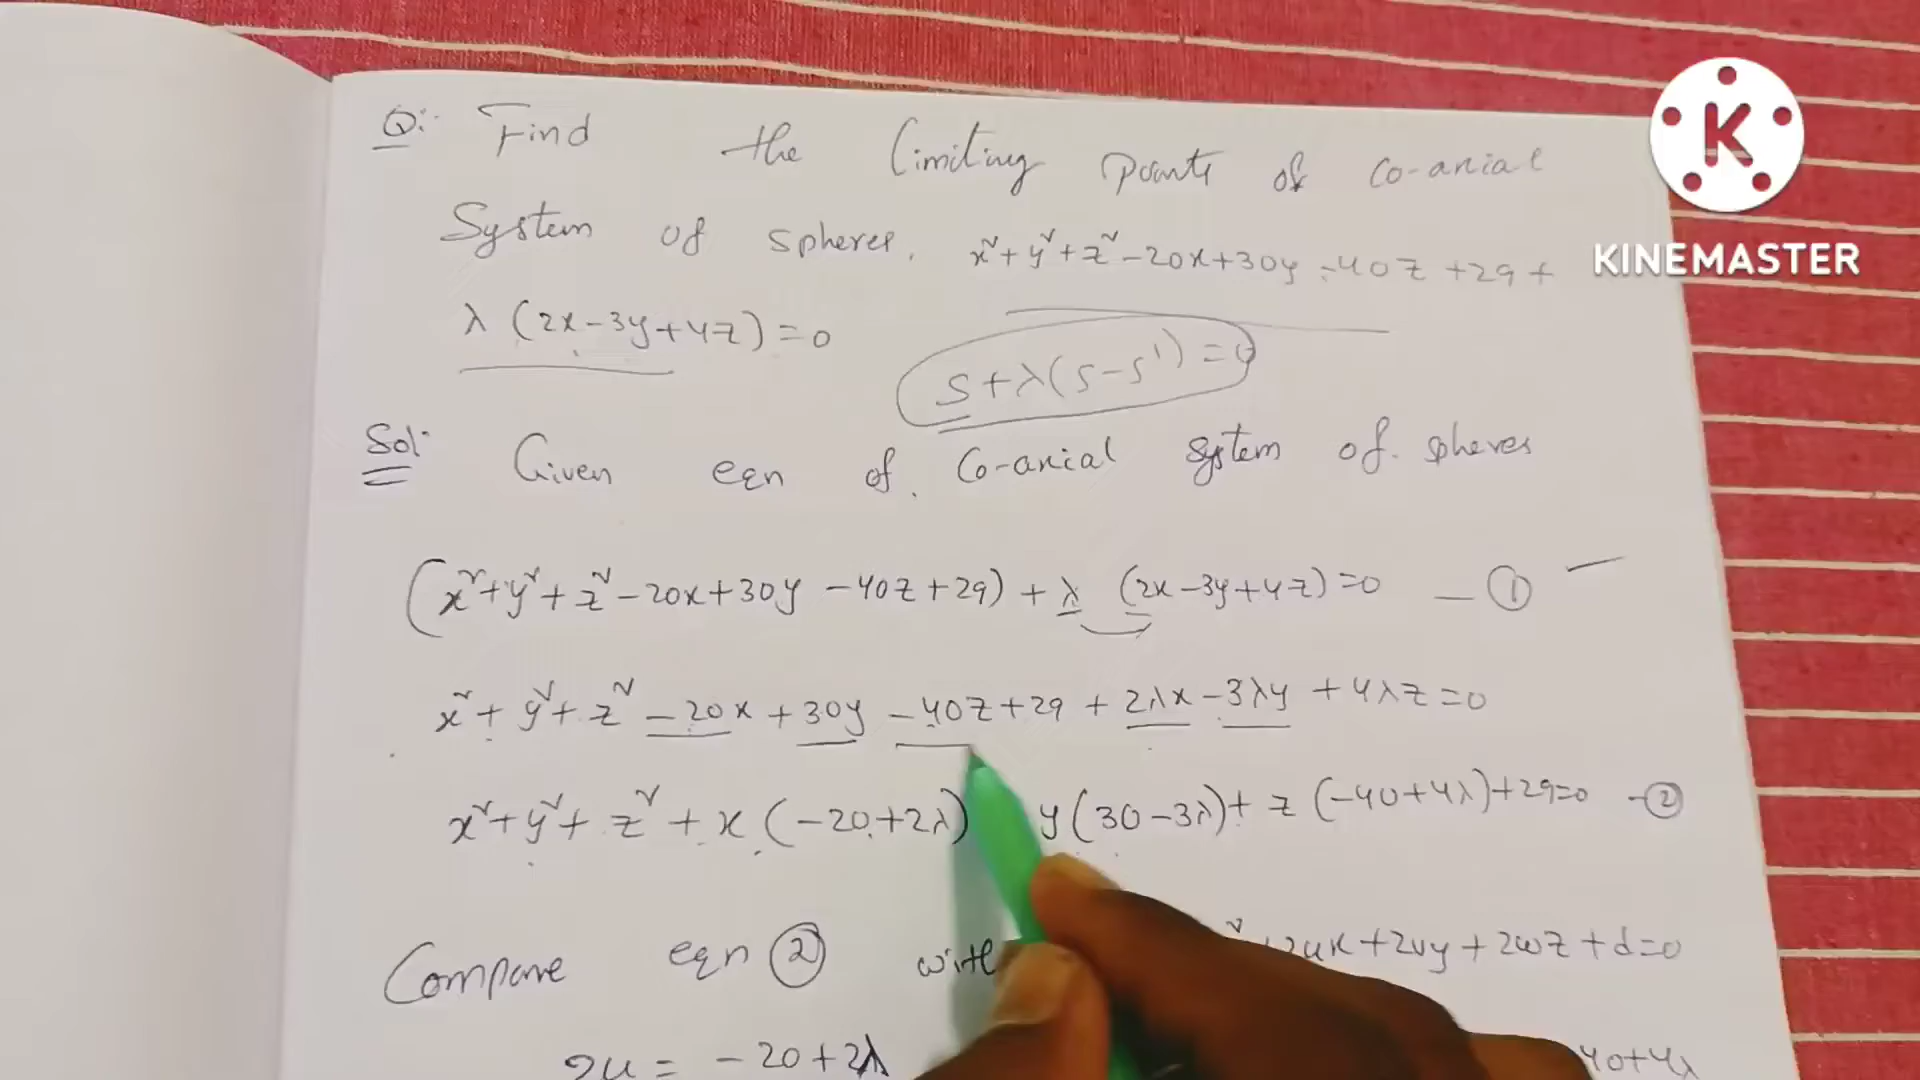 Q:- Find the limiting points of co-axial
System of spheres. x²+y²+z²-20x+30y-40z+29+
λ (2x-3y+4z)=0
S+λ(S-S')=0
Sol: Given eqn of. Co-axial system of. spheres
(x²+y²+z²-20x+30y-40z+29)+λ (2x-3y+4z)=0 - ①
x²+y²+z²-20x+30y-40z+29+2λx-3λy+4λz=0
x²+y²+z²+x(-20+2λ) y(30-3λ)+z(-40+4λ)+29=0 -②
Compare eqn ② with +2ux+2vy+2wz+d=0
2u = -20+2λ 40+4λ
K
KINEMASTER